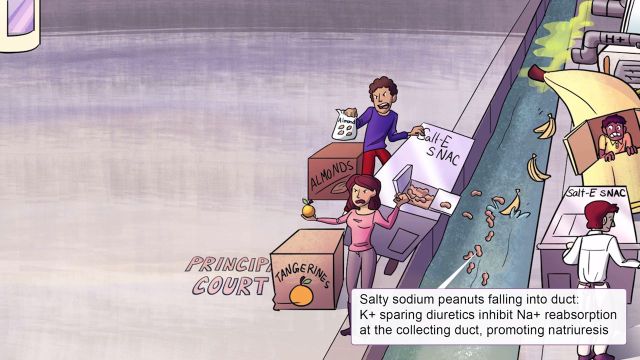 H+
Almond
Salt-E
SNAC
ALMONDS
Salt-E SNAC
PRINCIP
COURT
TANGERINES
Salty sodium peanuts falling into duct:
K+ sparing diuretics inhibit Na+ reabsorption
at the collecting duct, promoting natriuresis